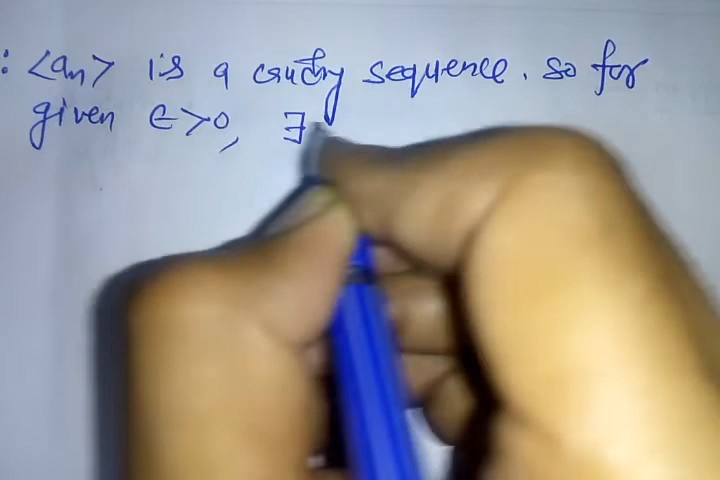 : <aₙ> is a cauchy sequence. so for
given ∈>0, ∃